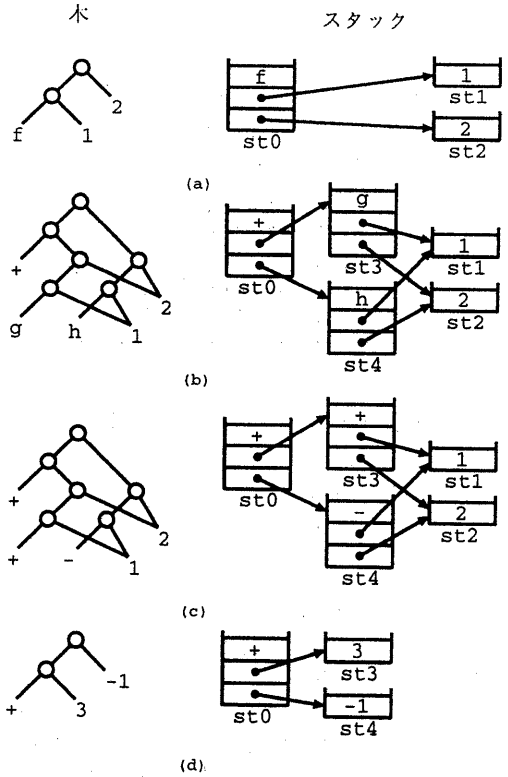 木 スタック
f 1 2
f
st0
1
st1
2
st2
(a)
+ g h 1 2
+
st0
g
st3
h
st4
1
st1
2
st2
(b)
+ + - 1 2
+
st0
+
st3
-
st4
1
st1
2
st2
(c)
+ 3 -1
+
st0
3
st3
-1
st4
(d)